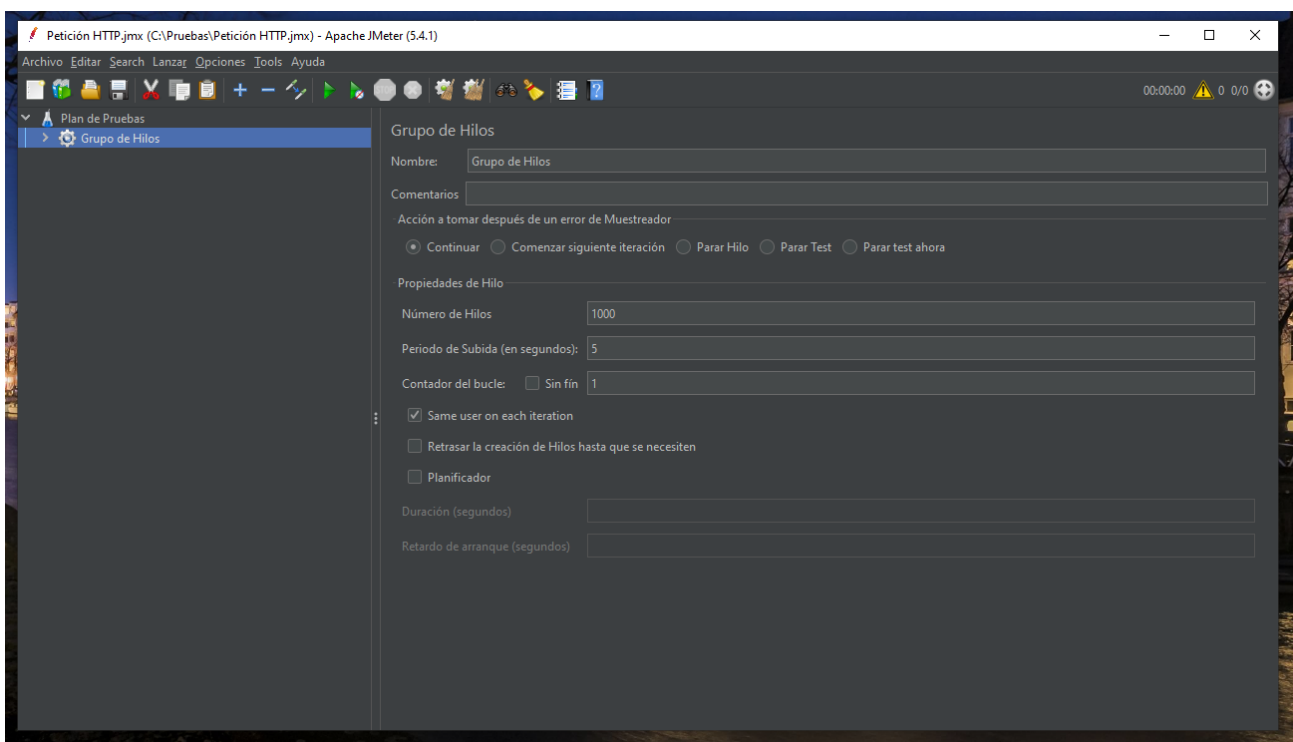 Petición HTTP.jmx (C:\Pruebas\Petición HTTP.jmx) - Apache JMeter (5.4.1)
Archivo Editar Search Lanzar Opciones Tools Ayuda
00:00:00 0 0/0
Plan de Pruebas
Grupo de Hilos
Grupo de Hilos
Nombre: Grupo de Hilos
Comentarios
Acción a tomar después de un error de Muestreador
Continuar Comenzar siguiente iteración Parar Hilo Parar Test Parar test ahora
Propiedades de Hilo
Número de Hilos 1000
Periodo de Subida (en segundos): 5
Contador del bucle: Sin fín 1
Same user on each iteration
Retrasar la creación de Hilos hasta que se necesiten
Planificador
Duración (segundos)
Retardo de arranque (segundos)